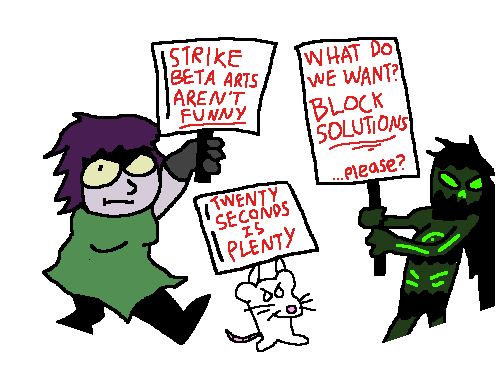 STRIKE
BETA ARTS
AREN'T
FUNNY
WHAT DO
WE WANT?
BLOCK
SOLUTIONS
...please?
TWENTY
SECONDS
IS
PLENTY